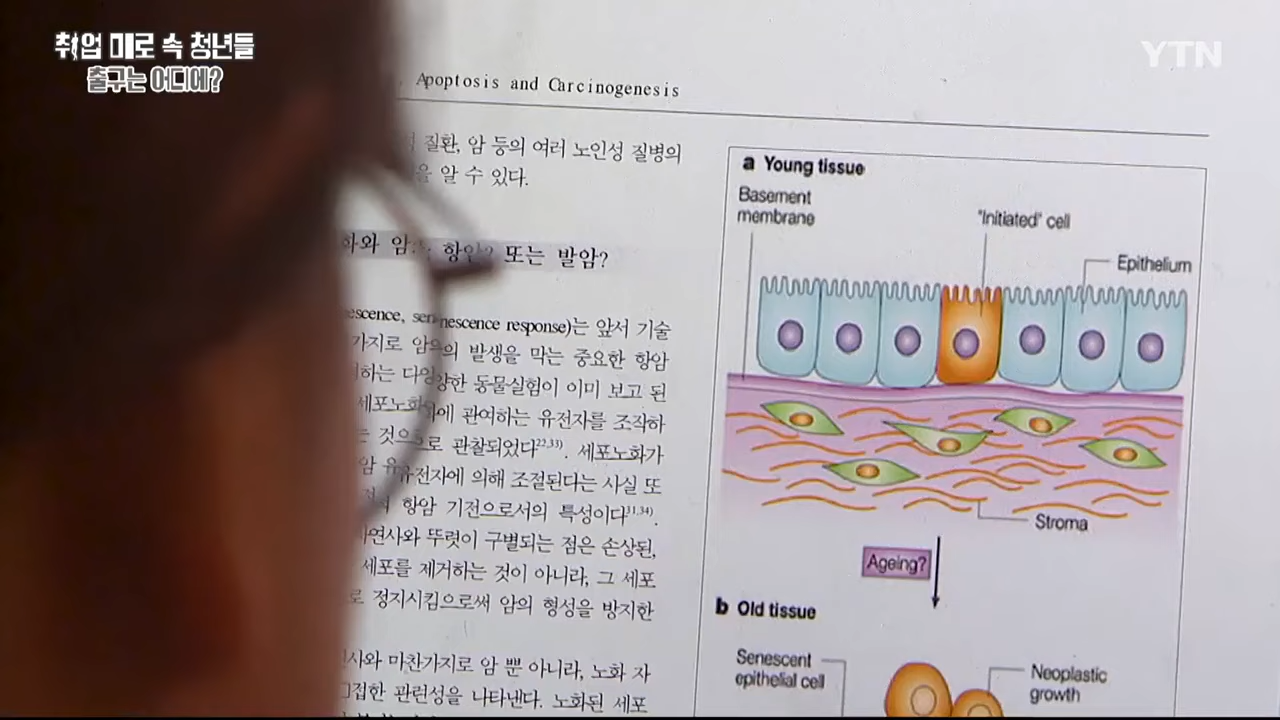 취업 미로 속 청년들
출구는 어디에?
YTN
Apoptosis and Carcinogenesis
질환, 암 등의 여러 노인성 질병의
을 알 수 있다.
또는 발암?
는 앞서 기술
가지로 암의 발생을 막는 중요한 항암
하는 다양한 동물실험이 이미 보고 된
세포노화에 관여하는 유전자를 조작하
것으로 관찰되었다22,33). 세포노화가
유전자에 의해 조절된다는 사실 또
항암 기전으로서의 특성이다31,34).
뚜렷이 구별되는 점은 손상된,
세포를 제거하는 것이 아니라, 그 세포
정지시킴으로써 암의 형성을 방지한
마찬가지로 암 뿐 아니라, 노화 자
관련성을 나타낸다. 노화된 세포
a Young tissue
Basement
membrane
"Initiated" cell
Epithelium
Stroma
Ageing?
b Old tissue
Senescent
epithelial cell
Neoplastic
growth